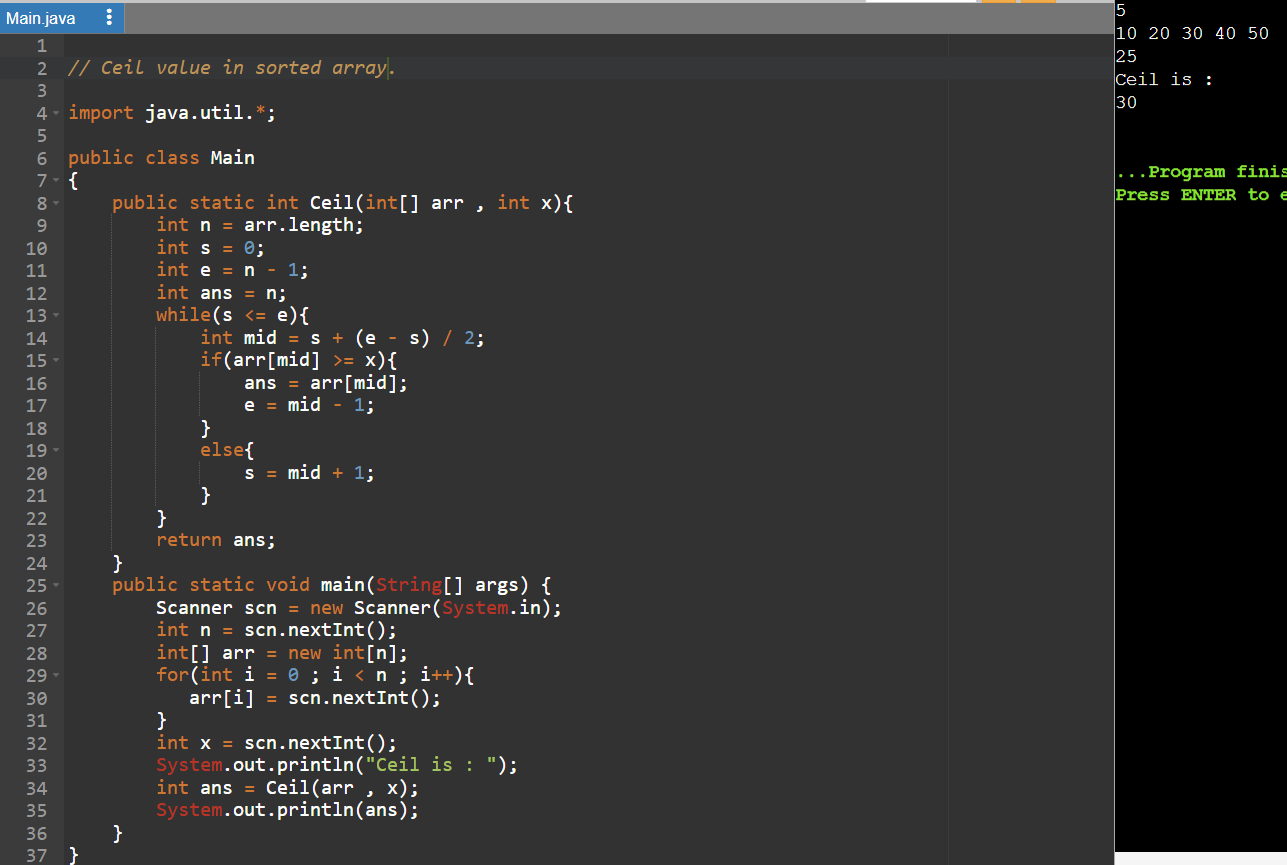 Main.java
1
2 // Ceil value in sorted array.
3
4 import java.util.*;
5
6 public class Main
7 {
8     public static int Ceil(int[] arr , int x){
9         int n = arr.length;
10         int s = 0;
11         int e = n - 1;
12         int ans = n;
13         while(s <= e){
14             int mid = s + (e - s) / 2;
15             if(arr[mid] >= x){
16                 ans = arr[mid];
17                 e = mid - 1;
18             }
19             else{
20                 s = mid + 1;
21             }
22         }
23         return ans;
24     }
25     public static void main(String[] args) {
26         Scanner scn = new Scanner(System.in);
27         int n = scn.nextInt();
28         int[] arr = new int[n];
29         for(int i = 0 ; i < n ; i++){
30            arr[i] = scn.nextInt();
31         }
32         int x = scn.nextInt();
33         System.out.println("Ceil is : ");
34         int ans = Ceil(arr , x);
35         System.out.println(ans);
36     }
37 }
5
10 20 30 40 50
25
Ceil is :
30
...Program finis
Press ENTER to e